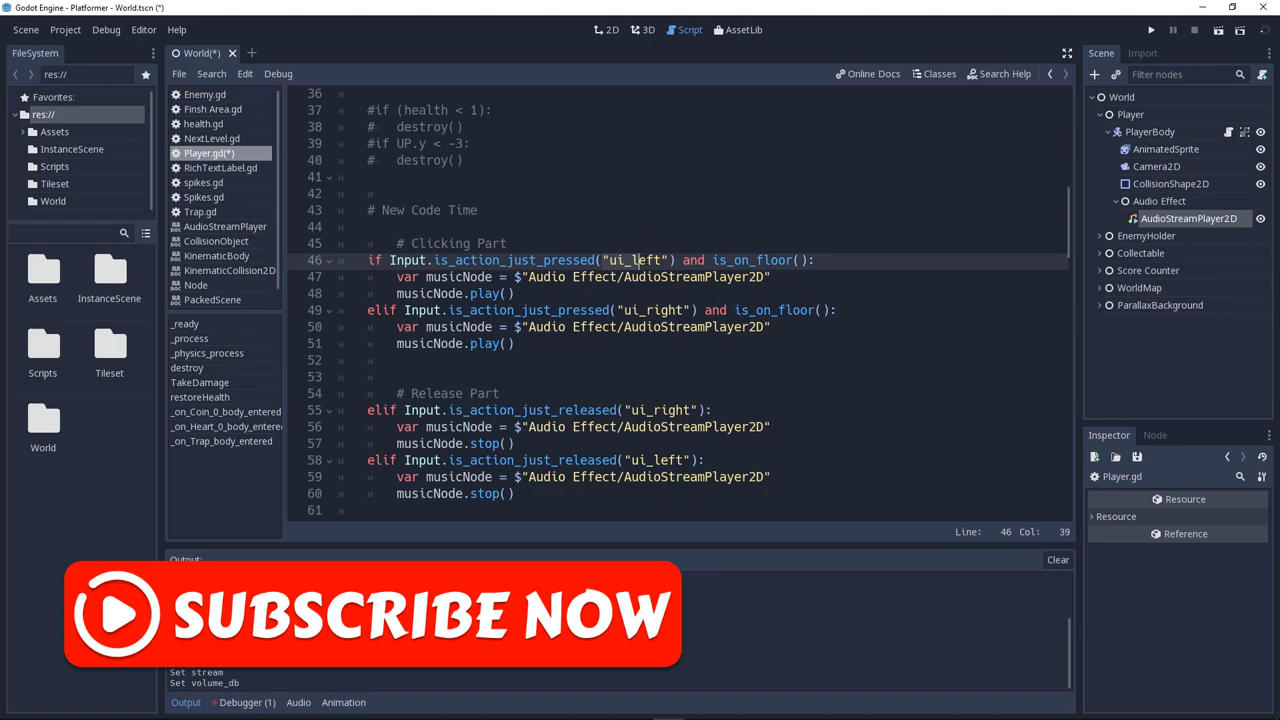 Godot Engine - Platformer - World.tscn (*)
Scene Project Debug Editor Help
2D 3D Script AssetLib
FileSystem
World(*)
Scene Import
res://
File Search Edit Debug
Online Docs Classes Search Help
Filter nodes
Favorites:
res://
Assets
InstanceScene
Scripts
Tileset
World
Assets
InstanceScene
Scripts
Tileset
World
Enemy.gd
Finsh Area.gd
health.gd
NextLevel.gd
Player.gd(*)
RichTextLabel.gd
spikes.gd
Spikes.gd
Trap.gd
AudioStreamPlayer
CollisionObject
KinematicBody
KinematicCollision2D
Node
PackedScene
_ready
_process
_physics_process
destroy
TakeDamage
restoreHealth
_on_Coin_0_body_entered
_on_Heart_0_body_entered
_on_Trap_body_entered
36
37 #if (health < 1):
38 # destroy()
39 #if UP.y < -3:
40 # destroy()
41
42
43 # New Code Time
44
45 # Clicking Part
46 if Input.is_action_just_pressed("ui_left") and is_on_floor():
47 var musicNode = $"Audio Effect/AudioStreamPlayer2D"
48 musicNode.play()
49 elif Input.is_action_just_pressed("ui_right") and is_on_floor():
50 var musicNode = $"Audio Effect/AudioStreamPlayer2D"
51 musicNode.play()
52
53
54 # Release Part
55 elif Input.is_action_just_released("ui_right"):
56 var musicNode = $"Audio Effect/AudioStreamPlayer2D"
57 musicNode.stop()
58 elif Input.is_action_just_released("ui_left"):
59 var musicNode = $"Audio Effect/AudioStreamPlayer2D"
60 musicNode.stop()
61
Line: 46 Col: 39
World
Player
PlayerBody
AnimatedSprite
Camera2D
CollisionShape2D
Audio Effect
AudioStreamPlayer2D
EnemyHolder
Collectable
Score Counter
WorldMap
ParallaxBackground
Inspector Node
Player.gd
Resource
Resource
Reference
Output: Clear
SUBSCRIBE NOW
Set stream
Set volume_db
Output Debugger (1) Audio Animation